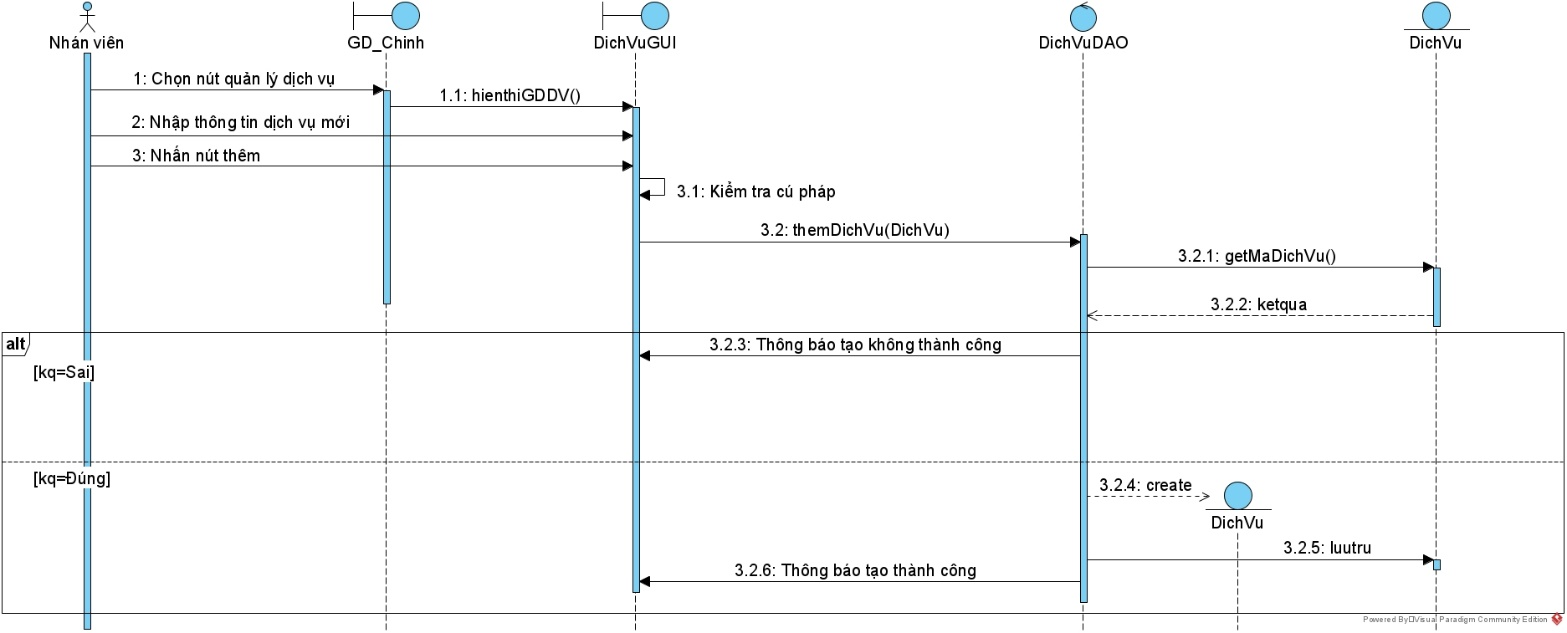 Nhán viên
GD_Chinh
DichVuGUI
DichVuDAO
DichVu
1: Chọn nút quản lý dịch vụ
1.1: hienthiGDDV()
2: Nhập thông tin dịch vụ mới
3: Nhấn nút thêm
3.1: Kiểm tra cú pháp
3.2: themDichVu(DichVu)
3.2.1: getMaDichVu()
3.2.2: ketqua
alt
3.2.3: Thông báo tạo không thành công
[kq=Sai]
[kq=Đúng]
3.2.4: create
DichVu
3.2.5: luutru
3.2.6: Thông báo tạo thành công
Powered By Visual Paradigm Community Edition